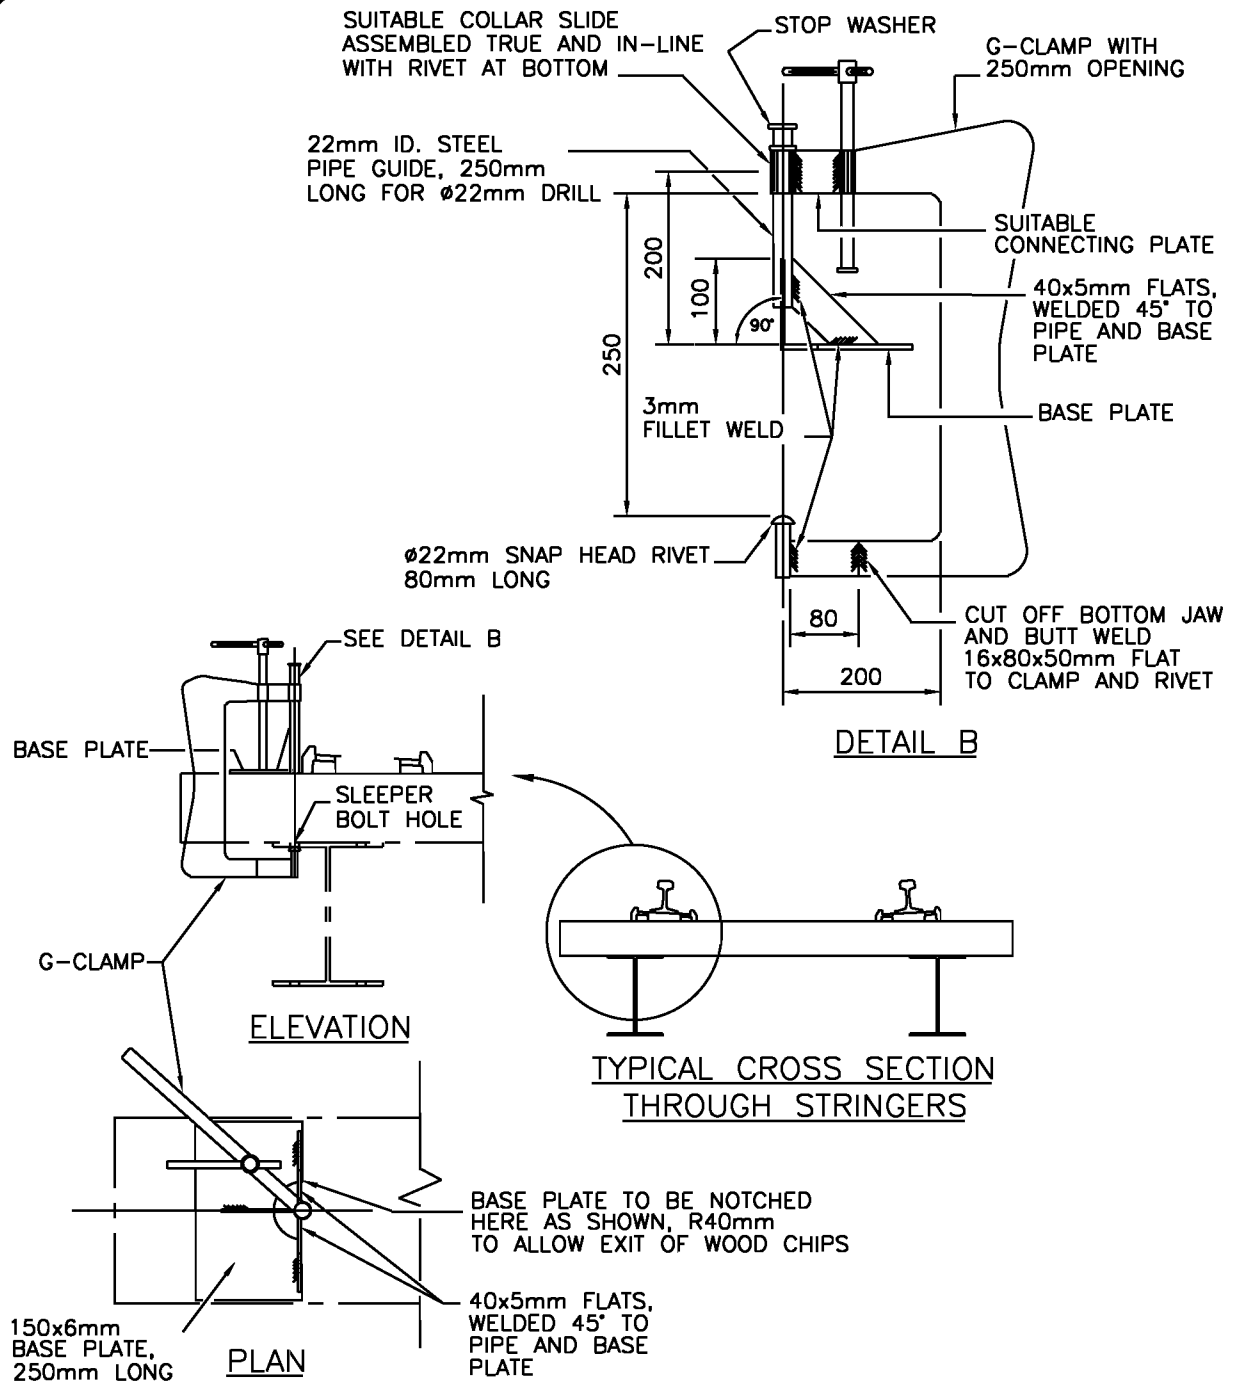 SUITABLE COLLAR SLIDE
ASSEMBLED TRUE AND IN-LINE
WITH RIVET AT BOTTOM
STOP WASHER
G-CLAMP WITH
250mm OPENING
22mm ID. STEEL
PIPE GUIDE, 250mm
LONG FOR ø22mm DRILL
SUITABLE
CONNECTING PLATE
200
100
90°
250
40x5mm FLATS,
WELDED 45° TO
PIPE AND BASE
PLATE
3mm
FILLET WELD
BASE PLATE
ø22mm SNAP HEAD RIVET
80mm LONG
80
200
CUT OFF BOTTOM JAW
AND BUTT WELD
16x80x50mm FLAT
TO CLAMP AND RIVET
DETAIL B
SEE DETAIL B
BASE PLATE
SLEEPER
BOLT HOLE
G-CLAMP
ELEVATION
TYPICAL CROSS SECTION
THROUGH STRINGERS
BASE PLATE TO BE NOTCHED
HERE AS SHOWN, R40mm
TO ALLOW EXIT OF WOOD CHIPS
40x5mm FLATS,
WELDED 45° TO
PIPE AND BASE
PLATE
150x6mm
BASE PLATE,
250mm LONG
PLAN